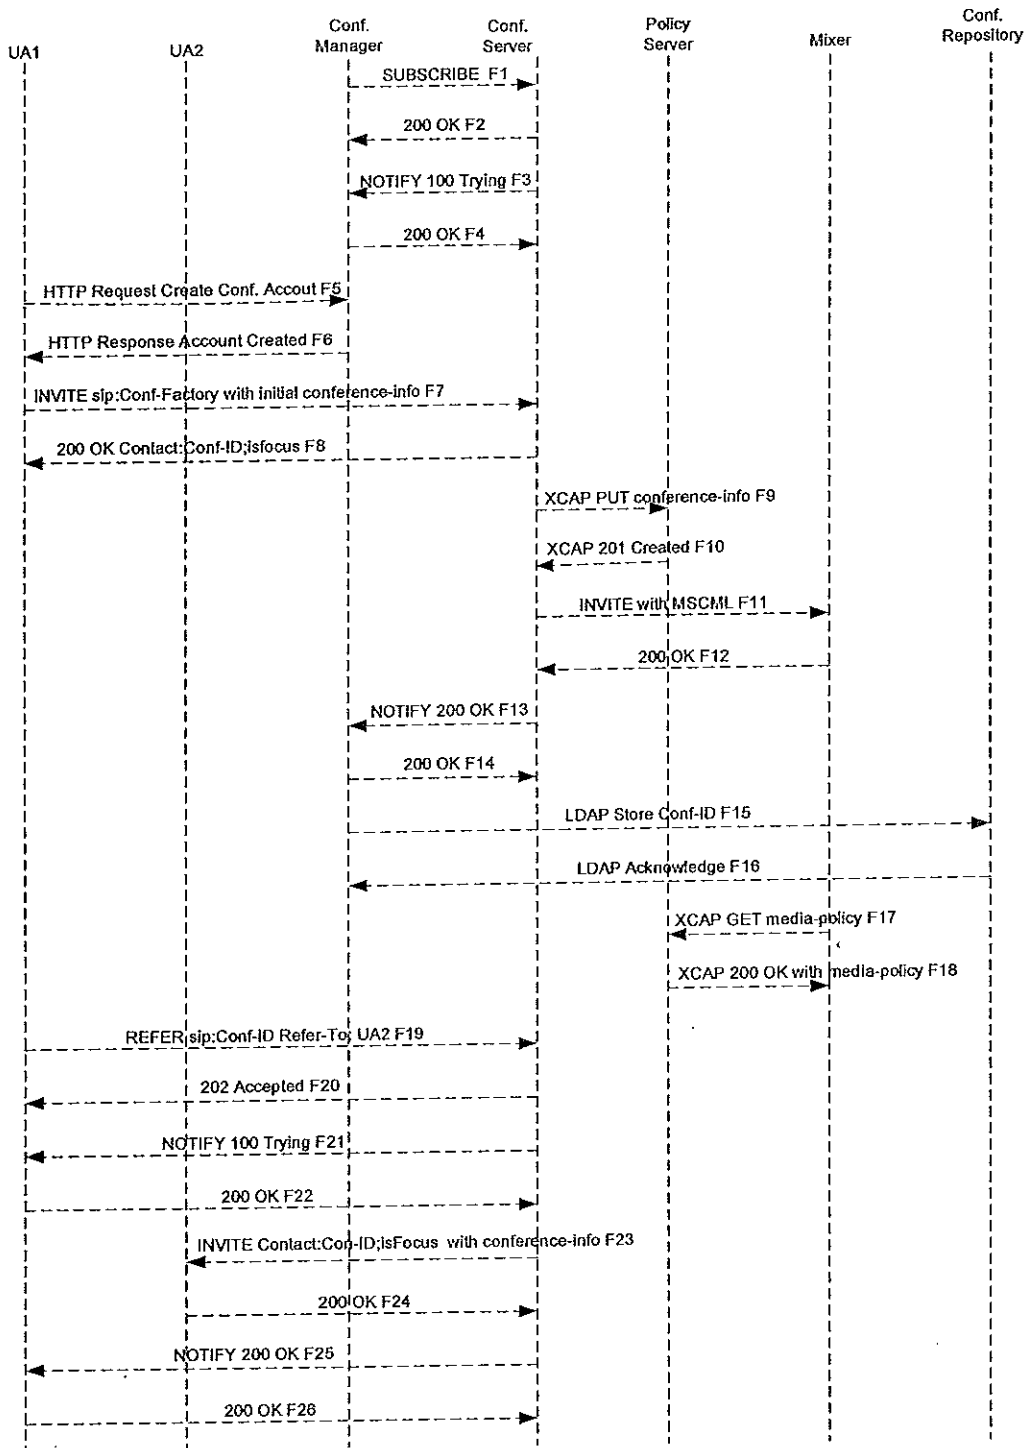 UA1
UA2
Conf.
Manager
Conf.
Server
Policy
Server
Mixer
Conf.
Repository
SUBSCRIBE F1
200 OK F2
NOTIFY 100 Trying F3
200 OK F4
HTTP Request Create Conf. Accout F5
HTTP Response Account Created F6
INVITE sip:Conf-Factory with initial conference-info F7
200 OK Contact:Conf-ID;isfocus F8
XCAP PUT conference-info F9
XCAP 201 Created F10
INVITE with MSCML F11
200 OK F12
NOTIFY 200 OK F13
200 OK F14
LDAP Store Conf-ID F15
LDAP Acknowledge F16
XCAP GET media-policy F17
XCAP 200 OK with media-policy F18
REFER sip:Conf-ID Refer-To: UA2 F19
202 Accepted F20
NOTIFY 100 Trying F21
200 OK F22
INVITE Contact:Con-ID;isFocus with conference-info F23
200 OK F24
NOTIFY 200 OK F25
200 OK F26